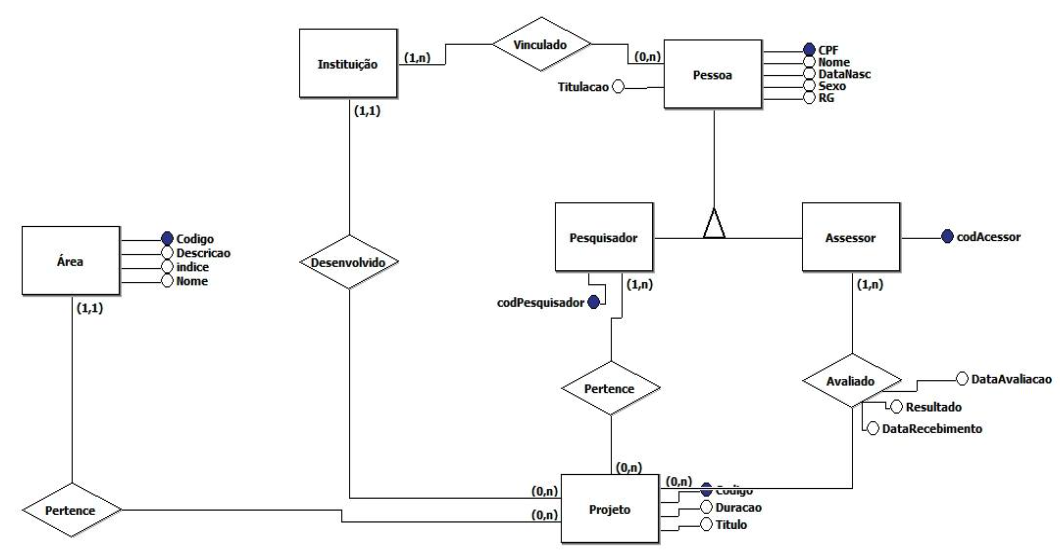 Instituição
(1,n)
Vinculado
(0,n)
Pessoa
CPF
Nome
DataNasc
Sexo
RG
Titulacao
(1,1)
Pesquisador
Assessor
codAcessor
Área
Codigo
Descricao
indice
Nome
Desenvolvido
(1,1)
codPesquisador
(1,n)
(1,n)
Pertence
Avaliado
DataAvaliacao
Resultado
DataRecebimento
(0,n)
(0,n)
(0,n)
(0,n)
Codigo
Duracao
Titulo
Projeto
Pertence